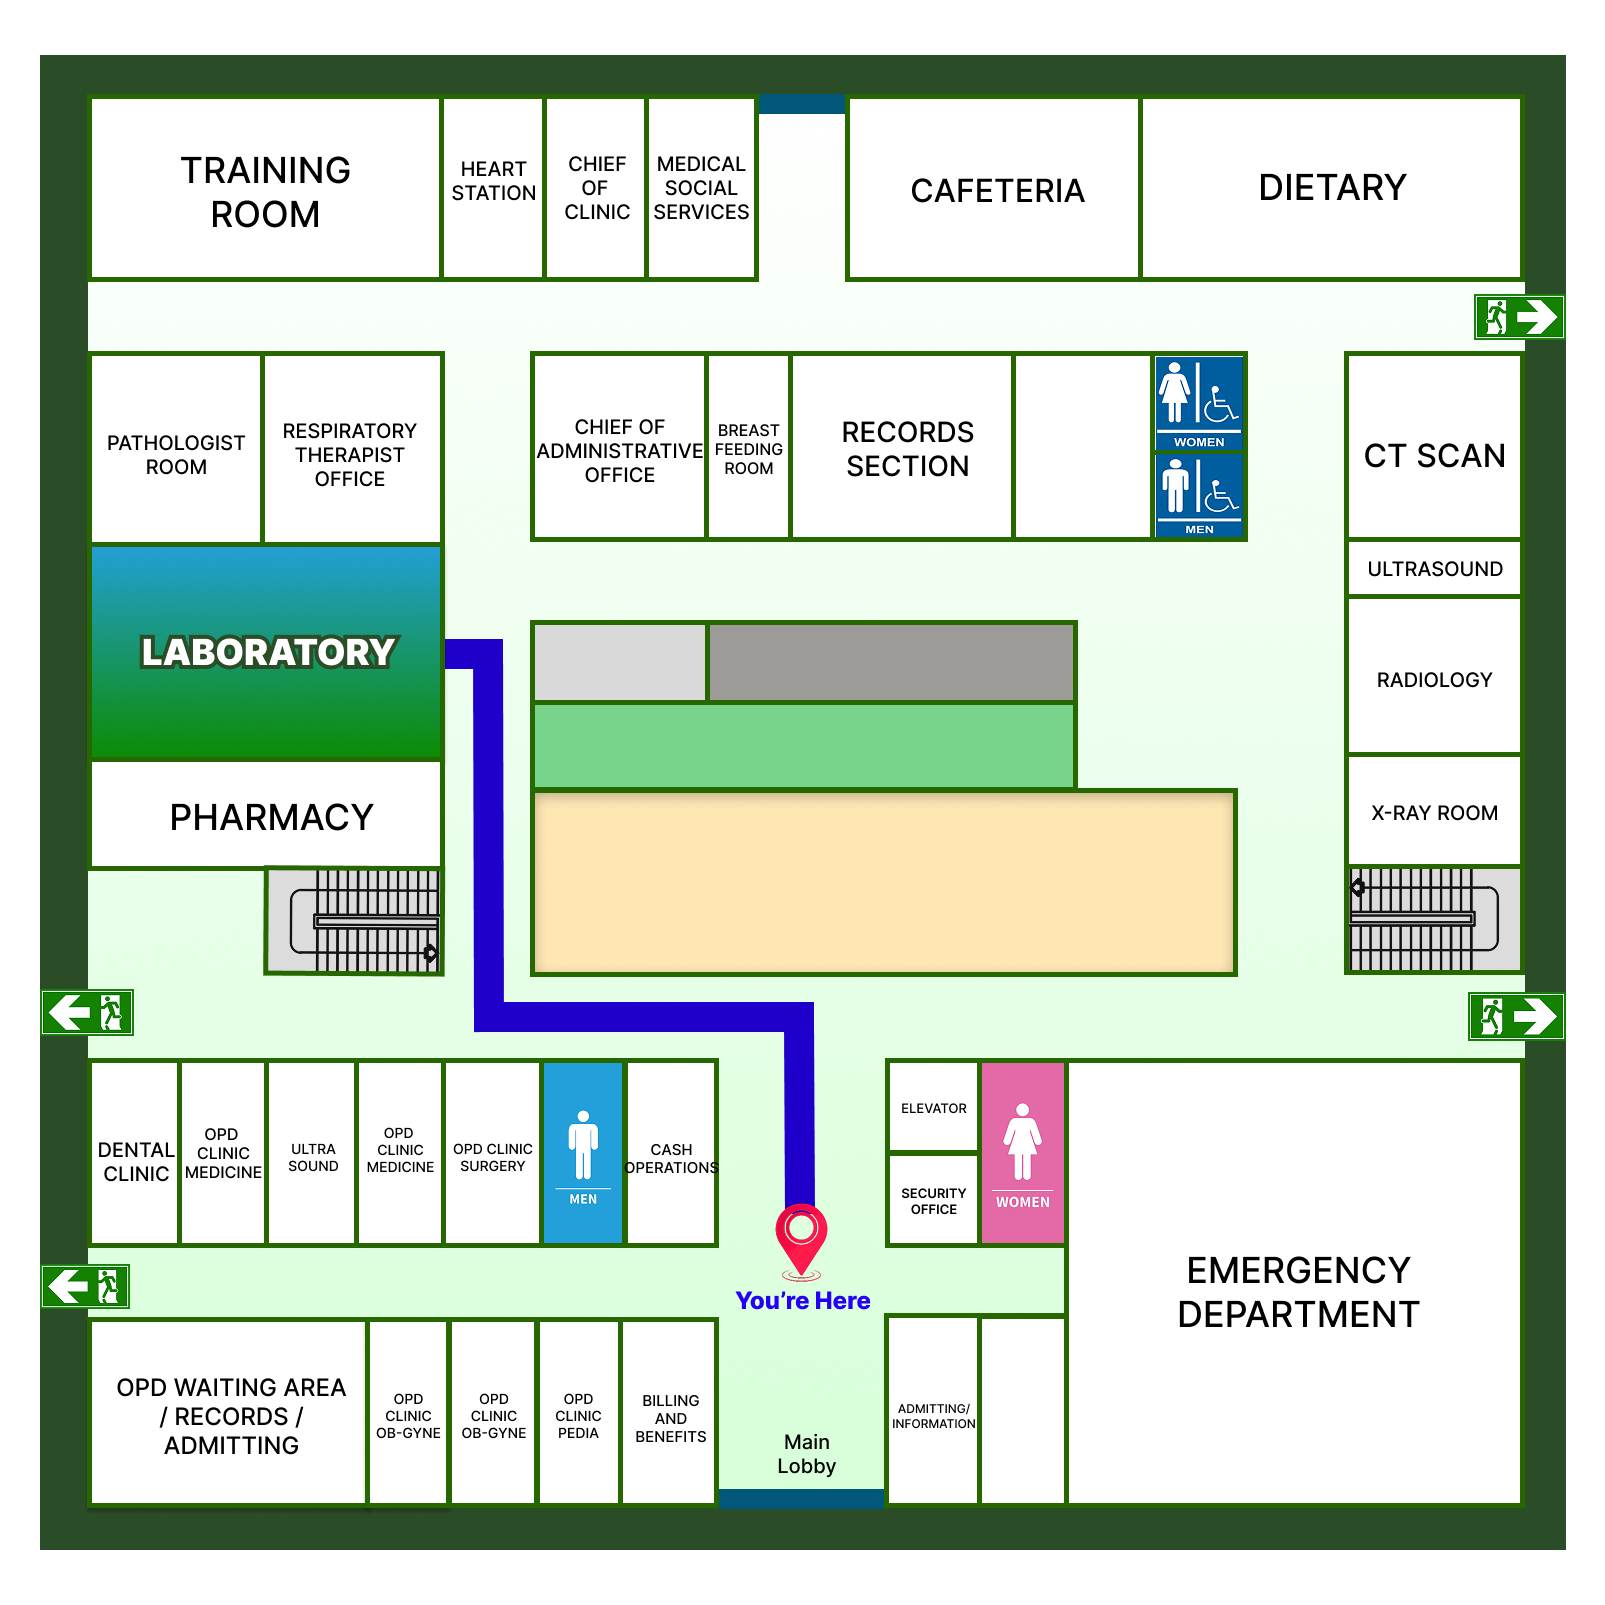 TRAINING
ROOM
HEART
STATION
CHIEF
OF
CLINIC
MEDICAL
SOCIAL
SERVICES
CAFETERIA
DIETARY
PATHOLOGIST
ROOM
RESPIRATORY
THERAPIST
OFFICE
CHIEF OF
ADMINISTRATIVE
OFFICE
BREAST
FEEDING
ROOM
RECORDS
SECTION
WOMEN
MEN
CT SCAN
ULTRASOUND
LABORATORY
RADIOLOGY
PHARMACY
X-RAY ROOM
DENTAL
CLINIC
OPD
CLINIC
MEDICINE
ULTRA
SOUND
OPD
CLINIC
MEDICINE
OPD CLINIC
SURGERY
MEN
CASH
OPERATIONS
ELEVATOR
SECURITY
OFFICE
WOMEN
You're Here
EMERGENCY
DEPARTMENT
OPD WAITING AREA
/ RECORDS /
ADMITTING
OPD
CLINIC
OB-GYNE
OPD
CLINIC
OB-GYNE
OPD
CLINIC
PEDIA
BILLING
AND
BENEFITS
Main
Lobby
ADMITTING/
INFORMATION